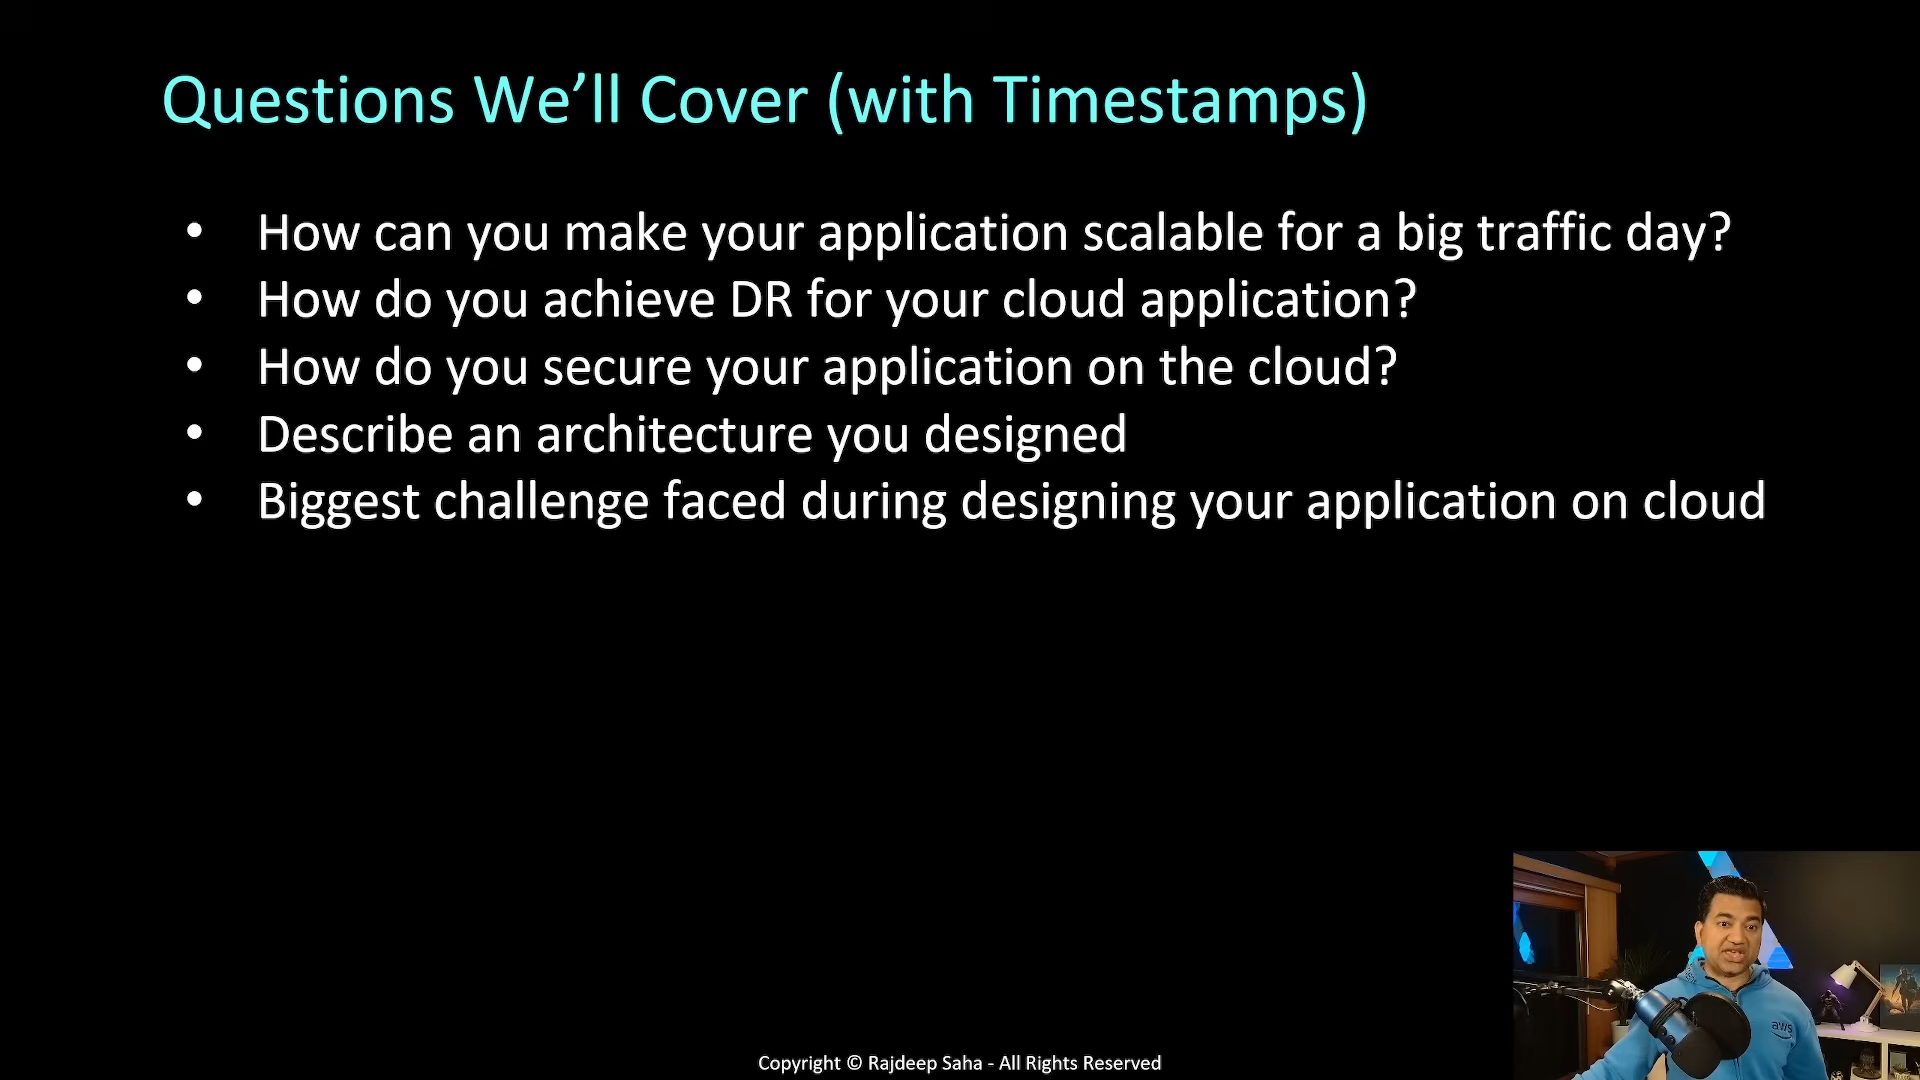 Questions We’ll Cover (with Timestamps)
• How can you make your application scalable for a big traffic day?
• How do you achieve DR for your cloud application?
• How do you secure your application on the cloud?
• Describe an architecture you designed
• Biggest challenge faced during designing your application on cloud
aws
Copyright © Rajdeep Saha - All Rights Reserved